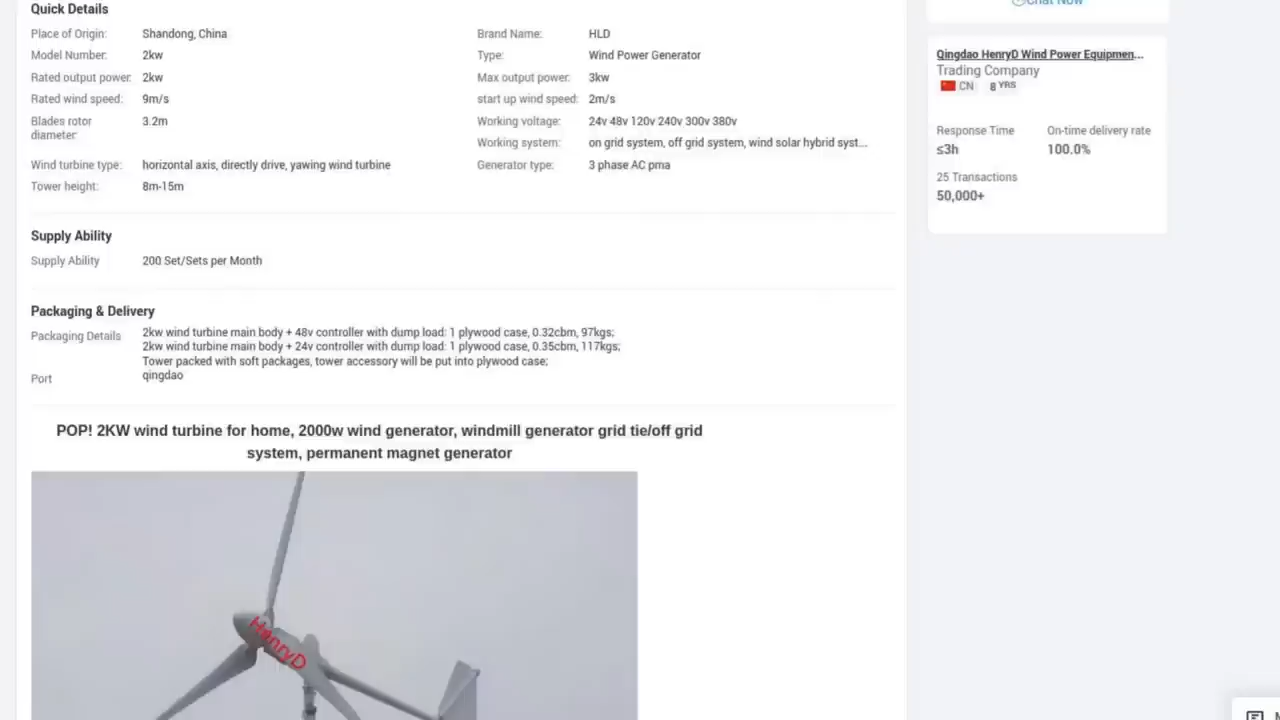 Chat Now
Quick Details
Place of Origin: Shandong, China Brand Name: HLD
Model Number: 2kw Type: Wind Power Generator
Rated output power: 2kw Max output power: 3kw
Rated wind speed: 9m/s start up wind speed: 2m/s
Blades rotor diameter: 3.2m Working voltage: 24v 48v 120v 240v 300v 380v
Working system: on grid system, off grid system, wind solar hybrid syst...
Wind turbine type: horizontal axis, directly drive, yawing wind turbine Generator type: 3 phase AC pma
Tower height: 8m-15m
Supply Ability
Supply Ability 200 Set/Sets per Month
Packaging & Delivery
Packaging Details 2kw wind turbine main body + 48v controller with dump load: 1 plywood case, 0.32cbm, 97kgs;
2kw wind turbine main body + 24v controller with dump load: 1 plywood case, 0.35cbm, 117kgs;
Tower packed with soft packages, tower accessory will be put into plywood case;
Port qingdao
POP! 2KW wind turbine for home, 2000w wind generator, windmill generator grid tie/off grid
system, permanent magnet generator
HenryD
Qingdao HenryD Wind Power Equipmen...
Trading Company
CN 8 YRS
Response Time On-time delivery rate
≤3h 100.0%
25 Transactions
50,000+